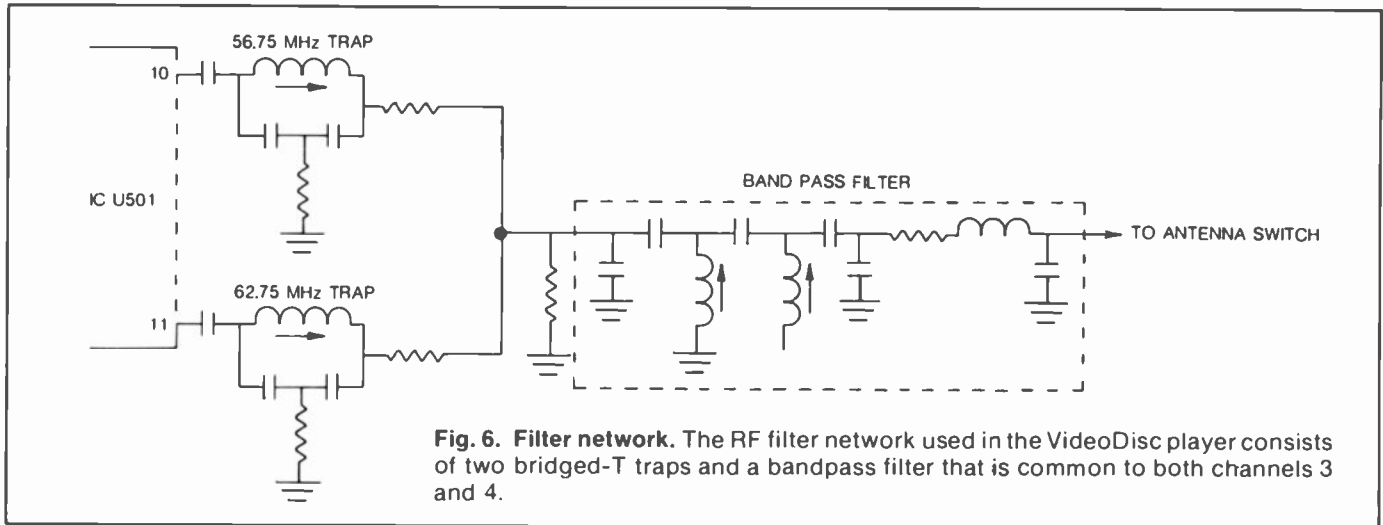 56.75 MHz TRAP
10
IC U501
BAND PASS FILTER
TO ANTENNA SWITCH
62.75 MHz TRAP
11
Fig. 6. Filter network. The RF filter network used in the VideoDisc player consists
of two bridged-T traps and a bandpass filter that is common to both channels 3
and 4.